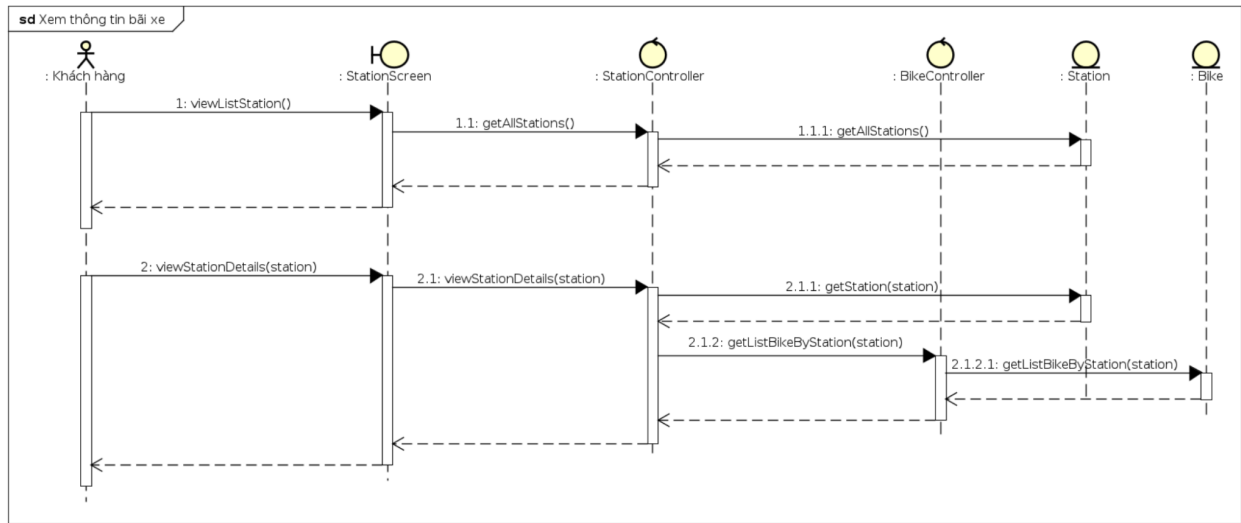 sd Xem thông tin bãi xe
: Khách hàng
: StationScreen
: StationController
: BikeController
: Station
: Bike
1: viewListStation()
1.1: getAllStations()
1.1.1: getAllStations()
2: viewStationDetails(station)
2.1: viewStationDetails(station)
2.1.1: getStation(station)
2.1.2: getListBikeByStation(station)
2.1.2.1: getListBikeByStation(station)